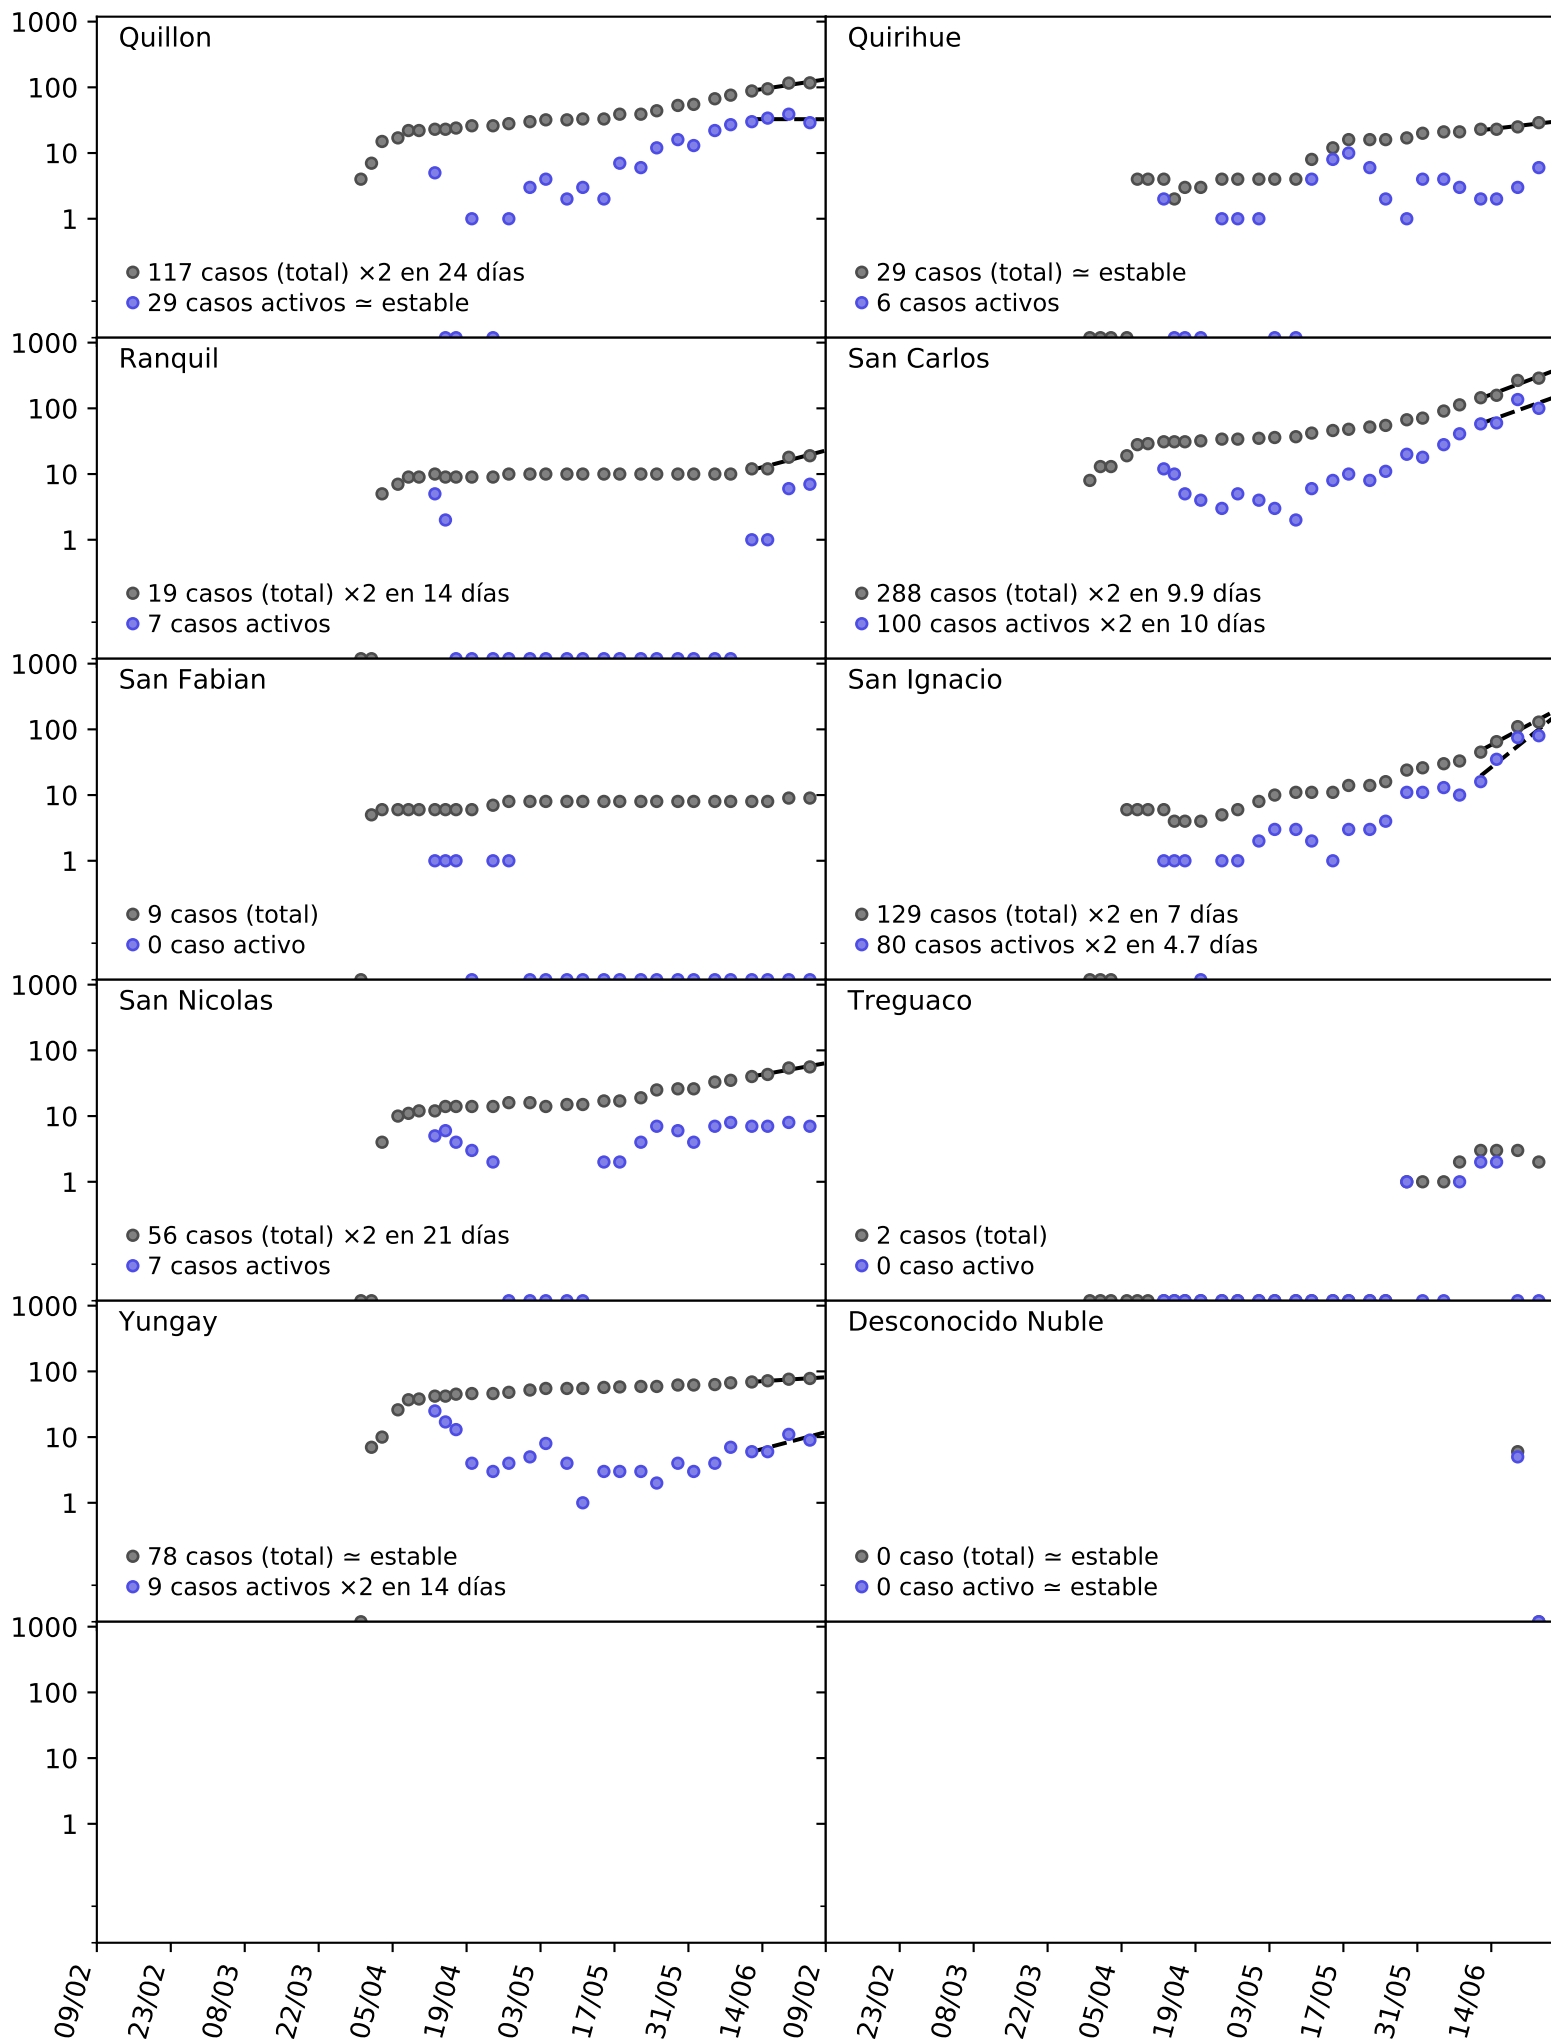 1000
100
10
1
Quillon
117 casos (total) ×2 en 24 días
29 casos activos ≃ estable
Quirihue
29 casos (total) ≃ estable
6 casos activos
1000
100
10
1
Ranquil
19 casos (total) ×2 en 14 días
7 casos activos
San Carlos
288 casos (total) ×2 en 9.9 días
100 casos activos ×2 en 10 días
1000
100
10
1
San Fabian
9 casos (total)
0 caso activo
San Ignacio
129 casos (total) ×2 en 7 días
80 casos activos ×2 en 4.7 días
1000
100
10
1
San Nicolas
56 casos (total) ×2 en 21 días
7 casos activos
Treguaco
2 casos (total)
0 caso activo
1000
100
10
1
Yungay
78 casos (total) ≃ estable
9 casos activos ×2 en 14 días
Desconocido Nuble
0 caso (total) ≃ estable
0 caso activo ≃ estable
1000
100
10
1
09/02 23/02 08/03 22/03 05/04 19/04 03/05 17/05 31/05 14/06 09/02 23/02 08/03 22/03 05/04 19/04 03/05 17/05 31/05 14/06